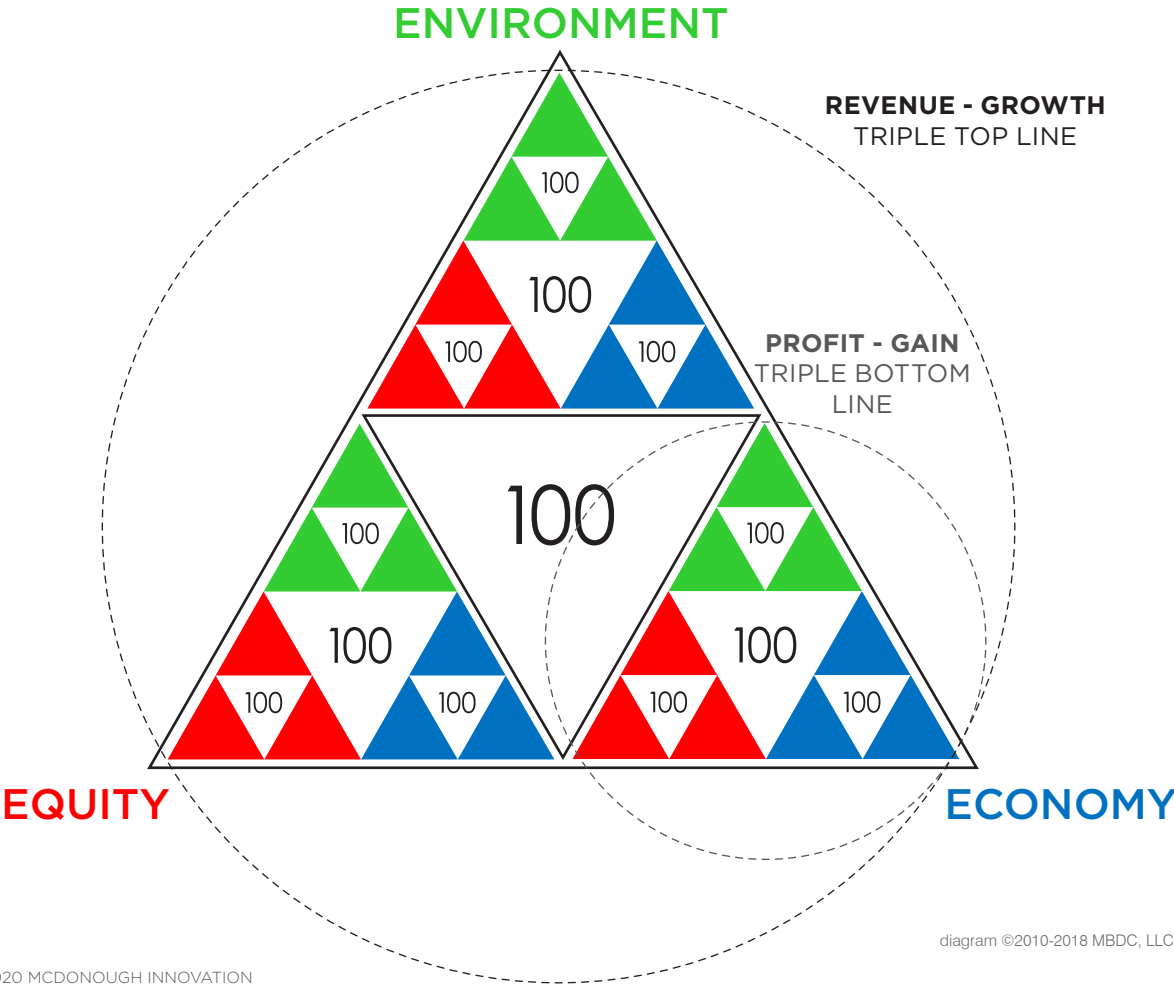 ENVIRONMENT
REVENUE - GROWTH
TRIPLE TOP LINE
100
100
100
100
PROFIT - GAIN
TRIPLE BOTTOM
LINE
100
100
100
100
100
100
100
100
100
EQUITY
ECONOMY
diagram ©2010-2018 MBDC, LLC
20 MCDONOUGH INNOVATION